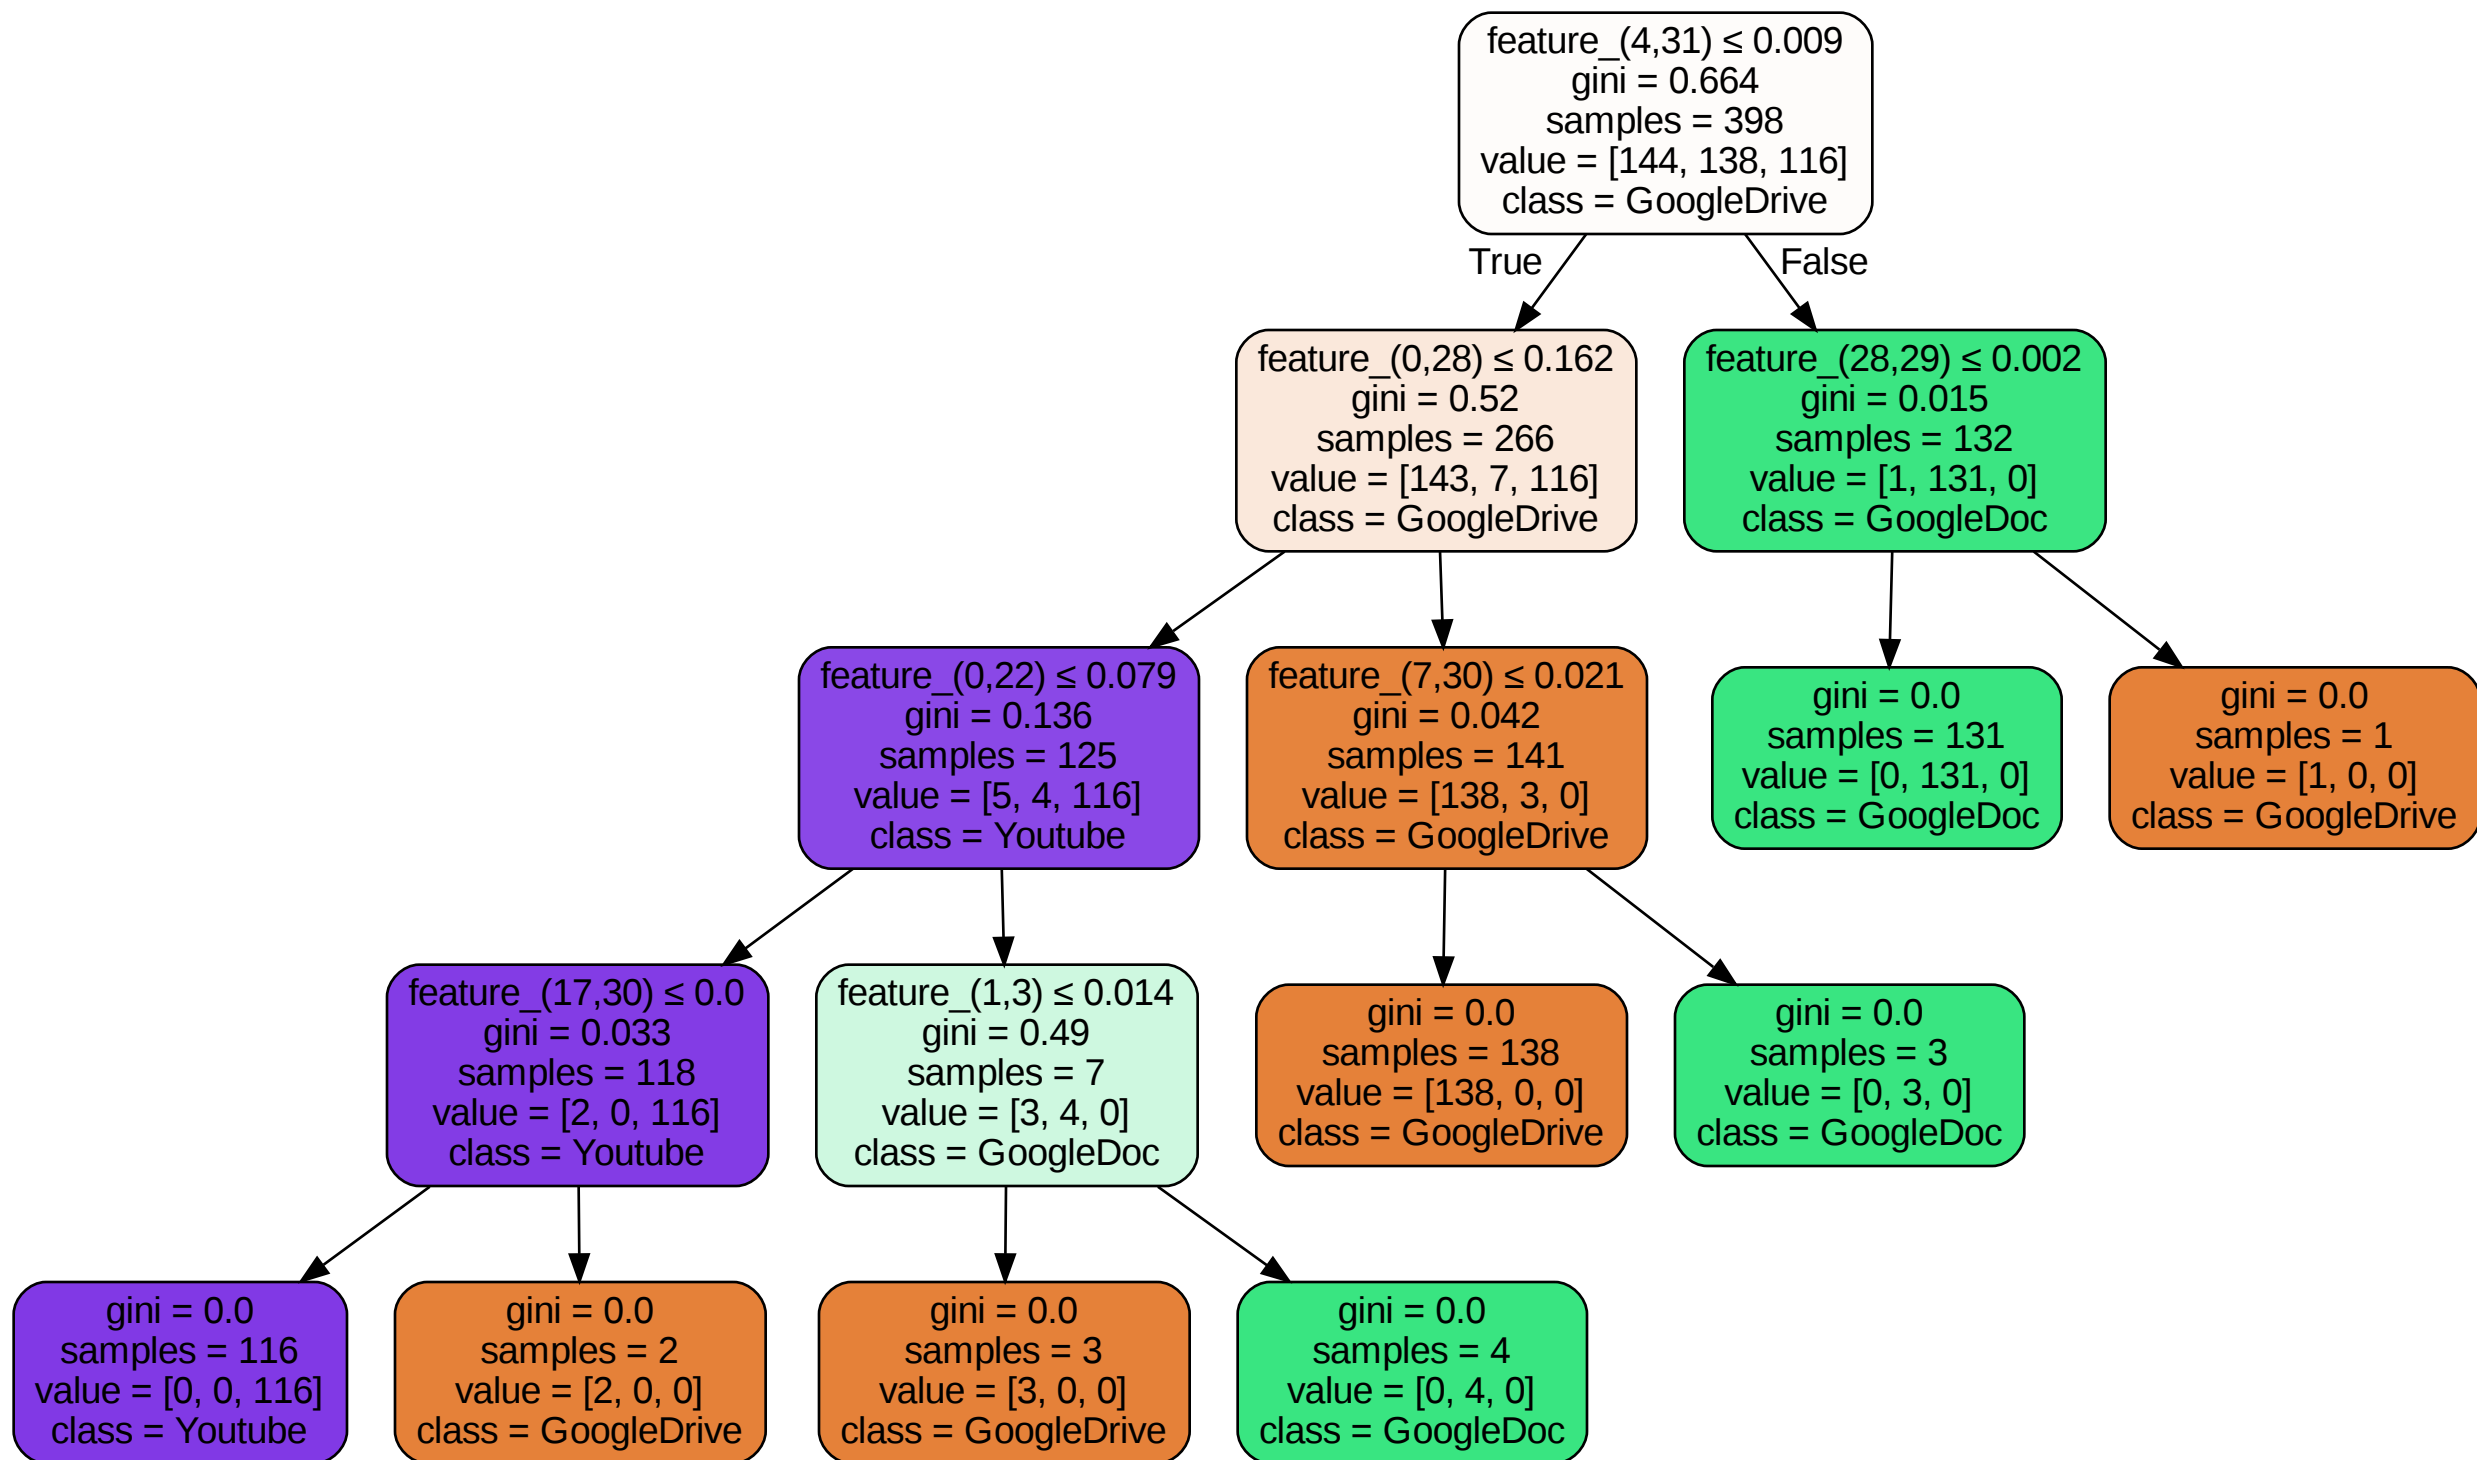 feature_(4,31) ≤ 0.009
gini = 0.664
samples = 398
value = [144, 138, 116]
class = GoogleDrive
True
False
feature_(0,28) ≤ 0.162
gini = 0.52
samples = 266
value = [143, 7, 116]
class = GoogleDrive
feature_(28,29) ≤ 0.002
gini = 0.015
samples = 132
value = [1, 131, 0]
class = GoogleDoc
feature_(0,22) ≤ 0.079
gini = 0.136
samples = 125
value = [5, 4, 116]
class = Youtube
feature_(7,30) ≤ 0.021
gini = 0.042
samples = 141
value = [138, 3, 0]
class = GoogleDrive
gini = 0.0
samples = 131
value = [0, 131, 0]
class = GoogleDoc
gini = 0.0
samples = 1
value = [1, 0, 0]
class = GoogleDrive
feature_(17,30) ≤ 0.0
gini = 0.033
samples = 118
value = [2, 0, 116]
class = Youtube
feature_(1,3) ≤ 0.014
gini = 0.49
samples = 7
value = [3, 4, 0]
class = GoogleDoc
gini = 0.0
samples = 138
value = [138, 0, 0]
class = GoogleDrive
gini = 0.0
samples = 3
value = [0, 3, 0]
class = GoogleDoc
gini = 0.0
samples = 116
value = [0, 0, 116]
class = Youtube
gini = 0.0
samples = 2
value = [2, 0, 0]
class = GoogleDrive
gini = 0.0
samples = 3
value = [3, 0, 0]
class = GoogleDrive
gini = 0.0
samples = 4
value = [0, 4, 0]
class = GoogleDoc